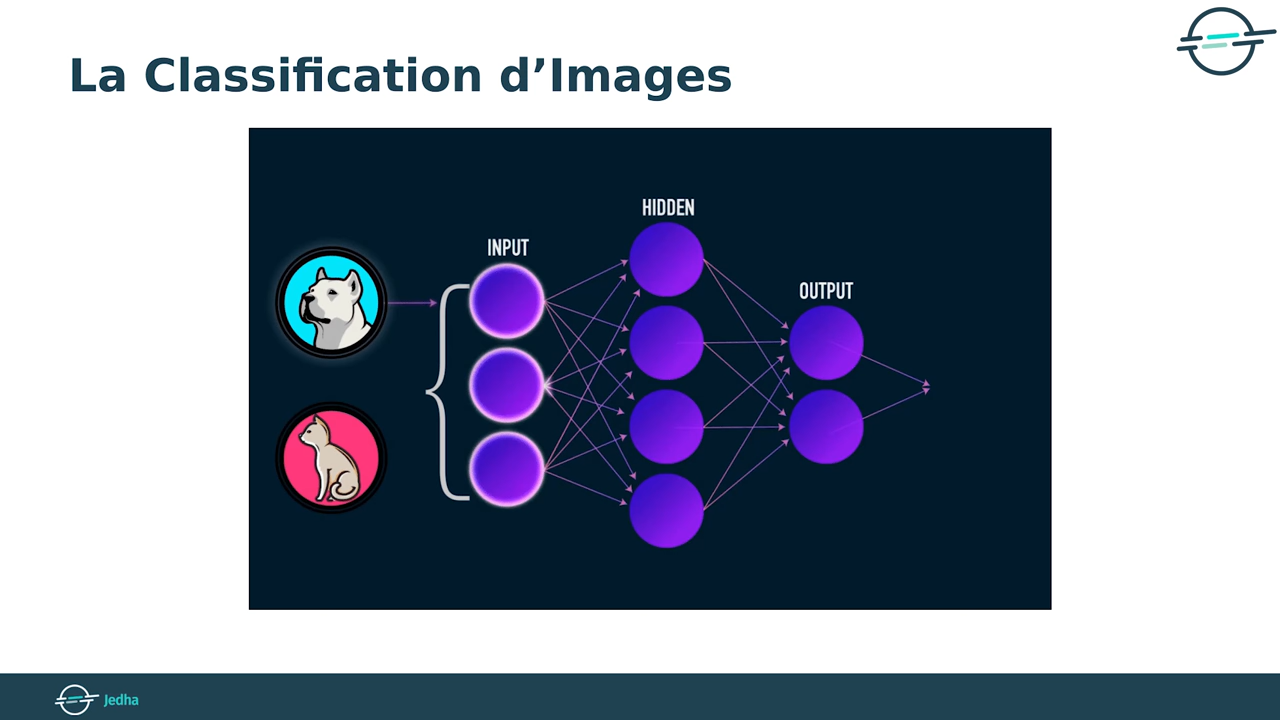 La Classification d’Images
INPUT
HIDDEN
OUTPUT
Jedha